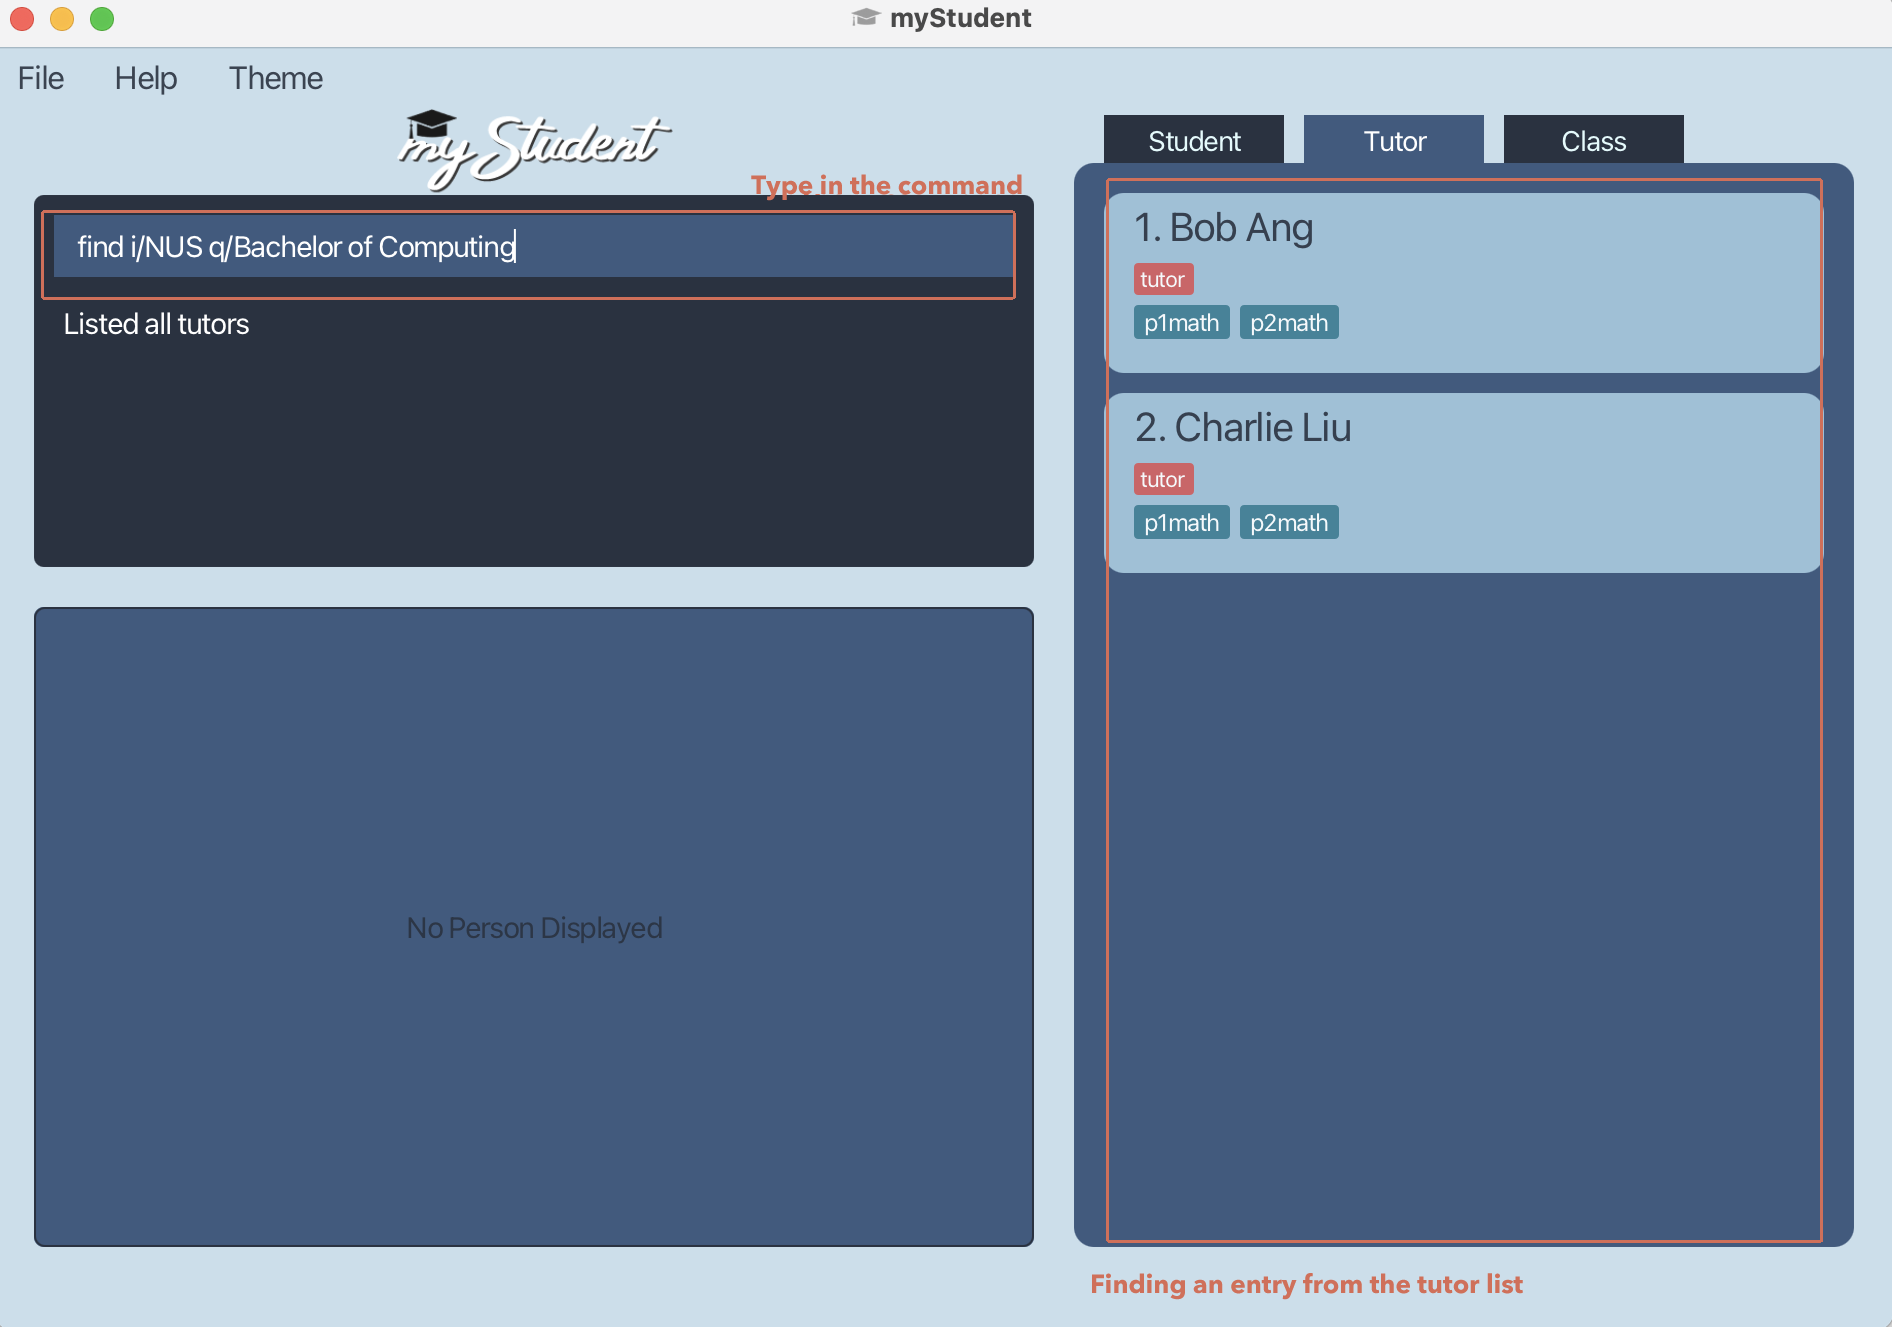 myStudent
File Help Theme
myStudent
Type in the command
find i/NUS q/Bachelor of Computing
Listed all tutors
No Person Displayed
Student Tutor Class
1. Bob Ang
tutor
p1math p2math
2. Charlie Liu
tutor
p1math p2math
Finding an entry from the tutor list